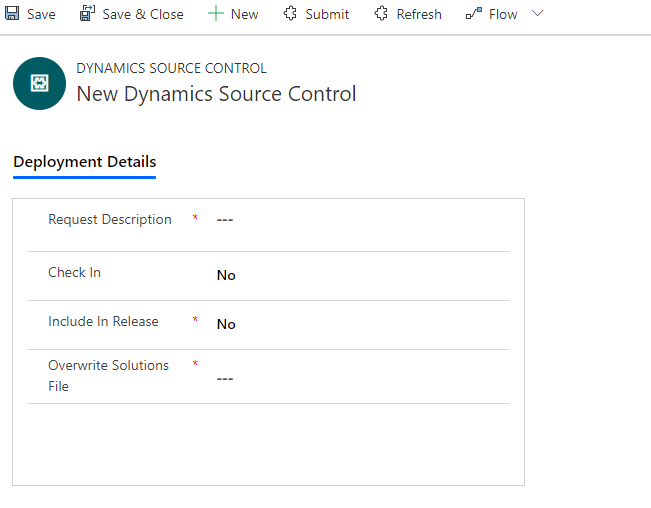 Save Save & Close New Submit Refresh Flow
DYNAMICS SOURCE CONTROL
New Dynamics Source Control
Deployment Details
Request Description * ---
Check In No
Include In Release * No
Overwrite Solutions * 
File ---